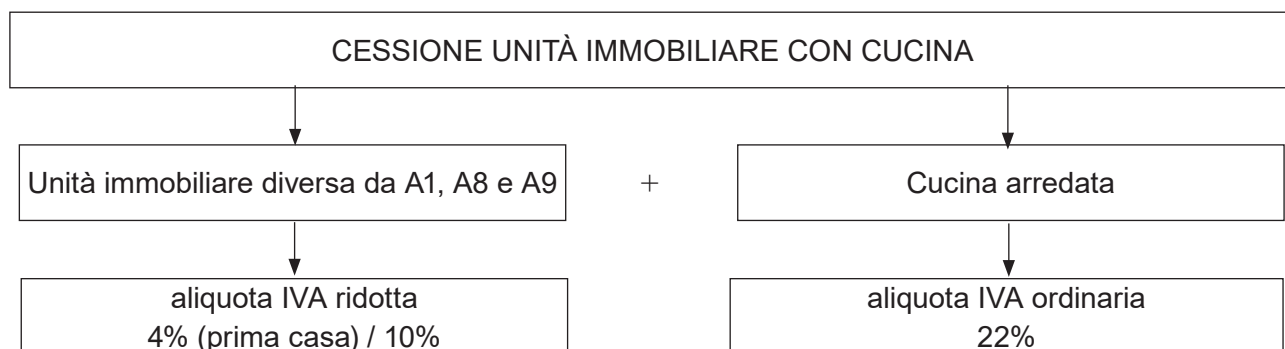 CESSIONE UNITÀ IMMOBILIARE CON CUCINA
Unità immobiliare diversa da A1, A8 e A9
+
Cucina arredata
aliquota IVA ridotta
4% (prima casa) / 10%
aliquota IVA ordinaria
22%